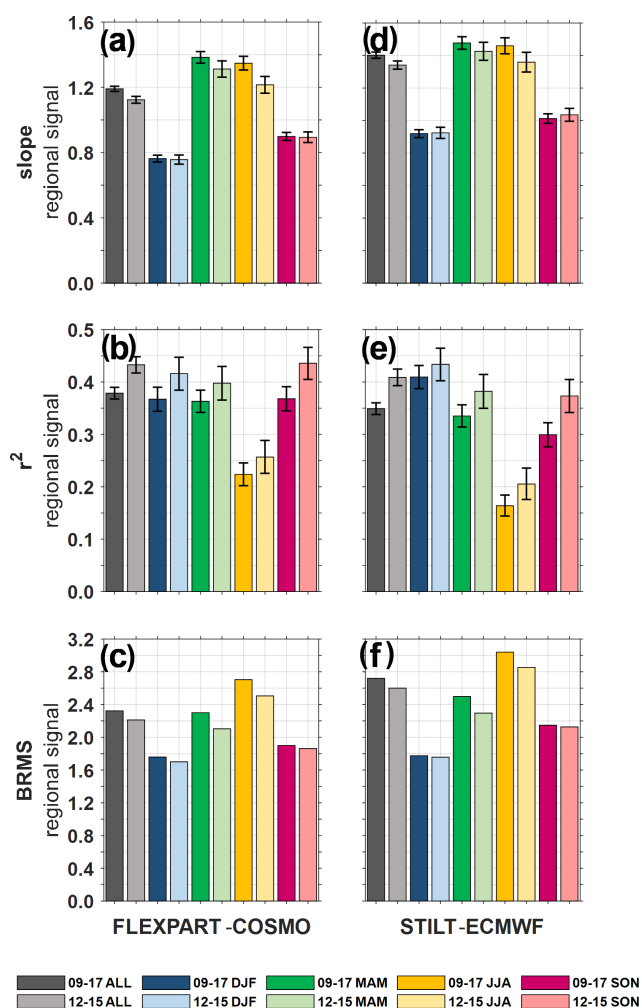 (a)
(d)
1.6
1.2
0.8
0.4
0.0
slope
regional signal
(b)
(e)
0.5
0.4
0.3
0.2
0.1
0.0
r²
regional signal
(c)
(f)
3.2
2.8
2.4
2.0
1.6
1.2
0.8
0.4
0.0
BRMS
regional signal
FLEXPART-COSMO
STILT-ECMWF
09-17 ALL 09-17 DJF 09-17 MAM 09-17 JJA 09-17 SON
12-15 ALL 12-15 DJF 12-15 MAM 12-15 JJA 12-15 SON